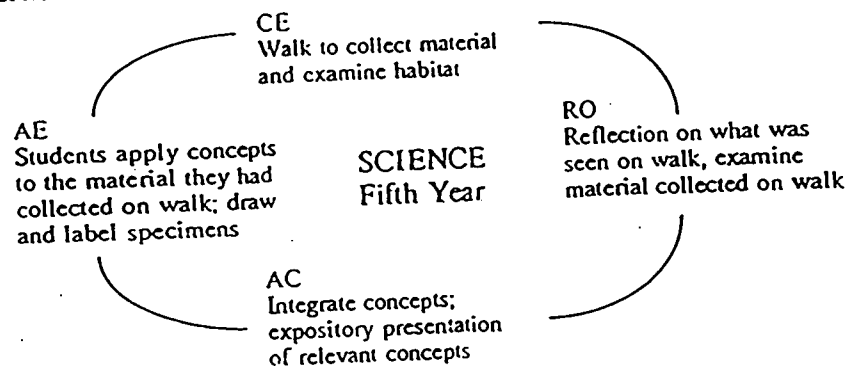 CE
Walk to collect material
and examine habitat
RO
Reflection on what was
seen on walk, examine
material collected on walk
AC
Integrate concepts;
expository presentation
of relevant concepts
AE
Students apply concepts
to the material they had
collected on walk; draw
and label specimens
SCIENCE
Fifth Year